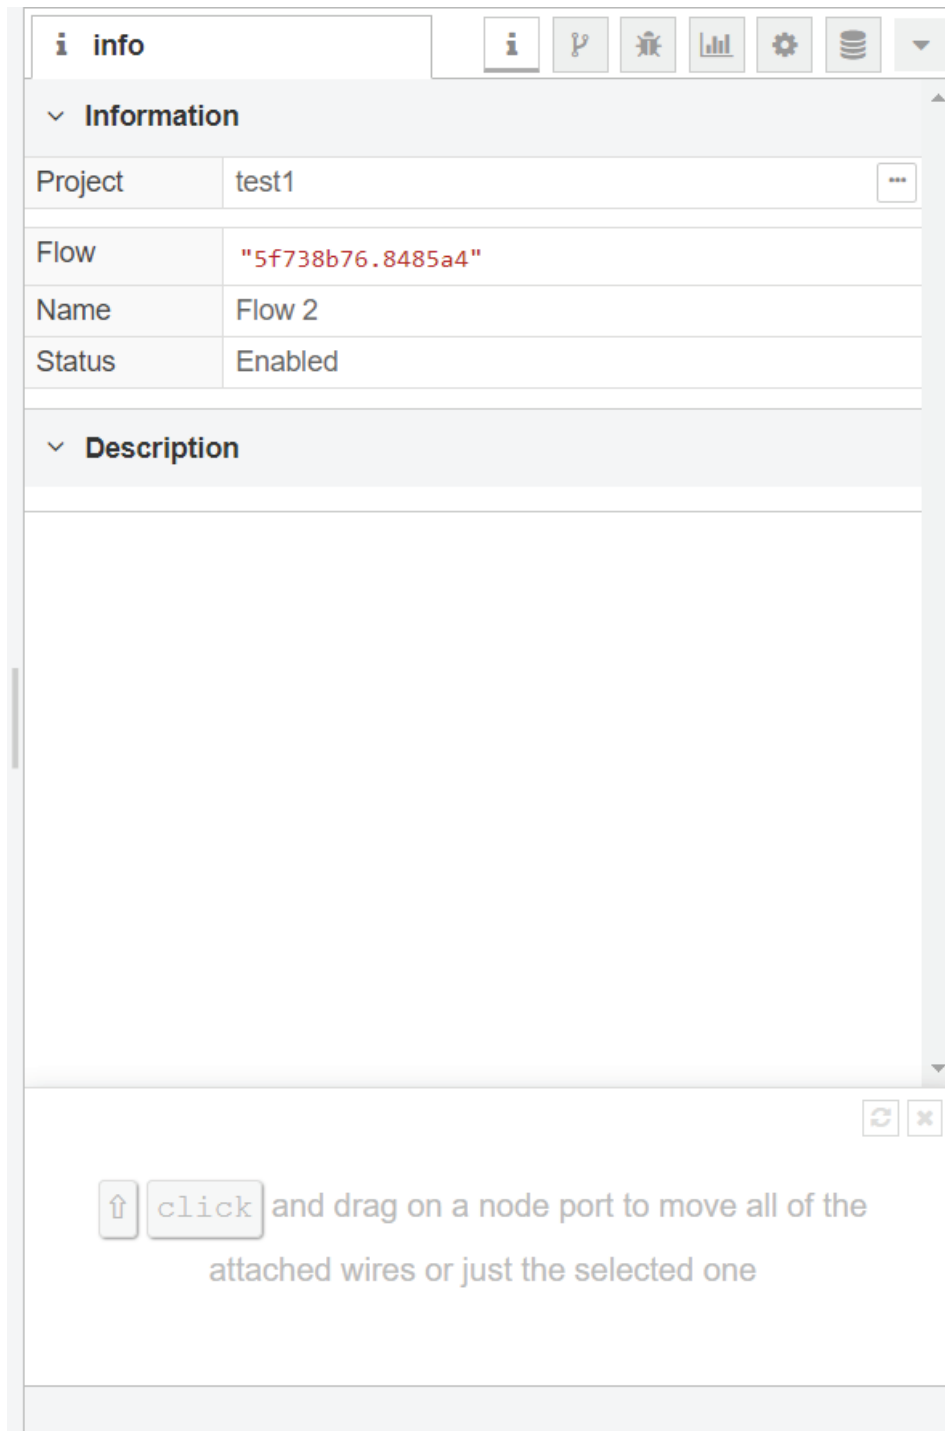 info
Information
Project test1
Flow "5f738b76.8485a4"
Name Flow 2
Status Enabled
Description
⇧ click and drag on a node port to move all of the
attached wires or just the selected one